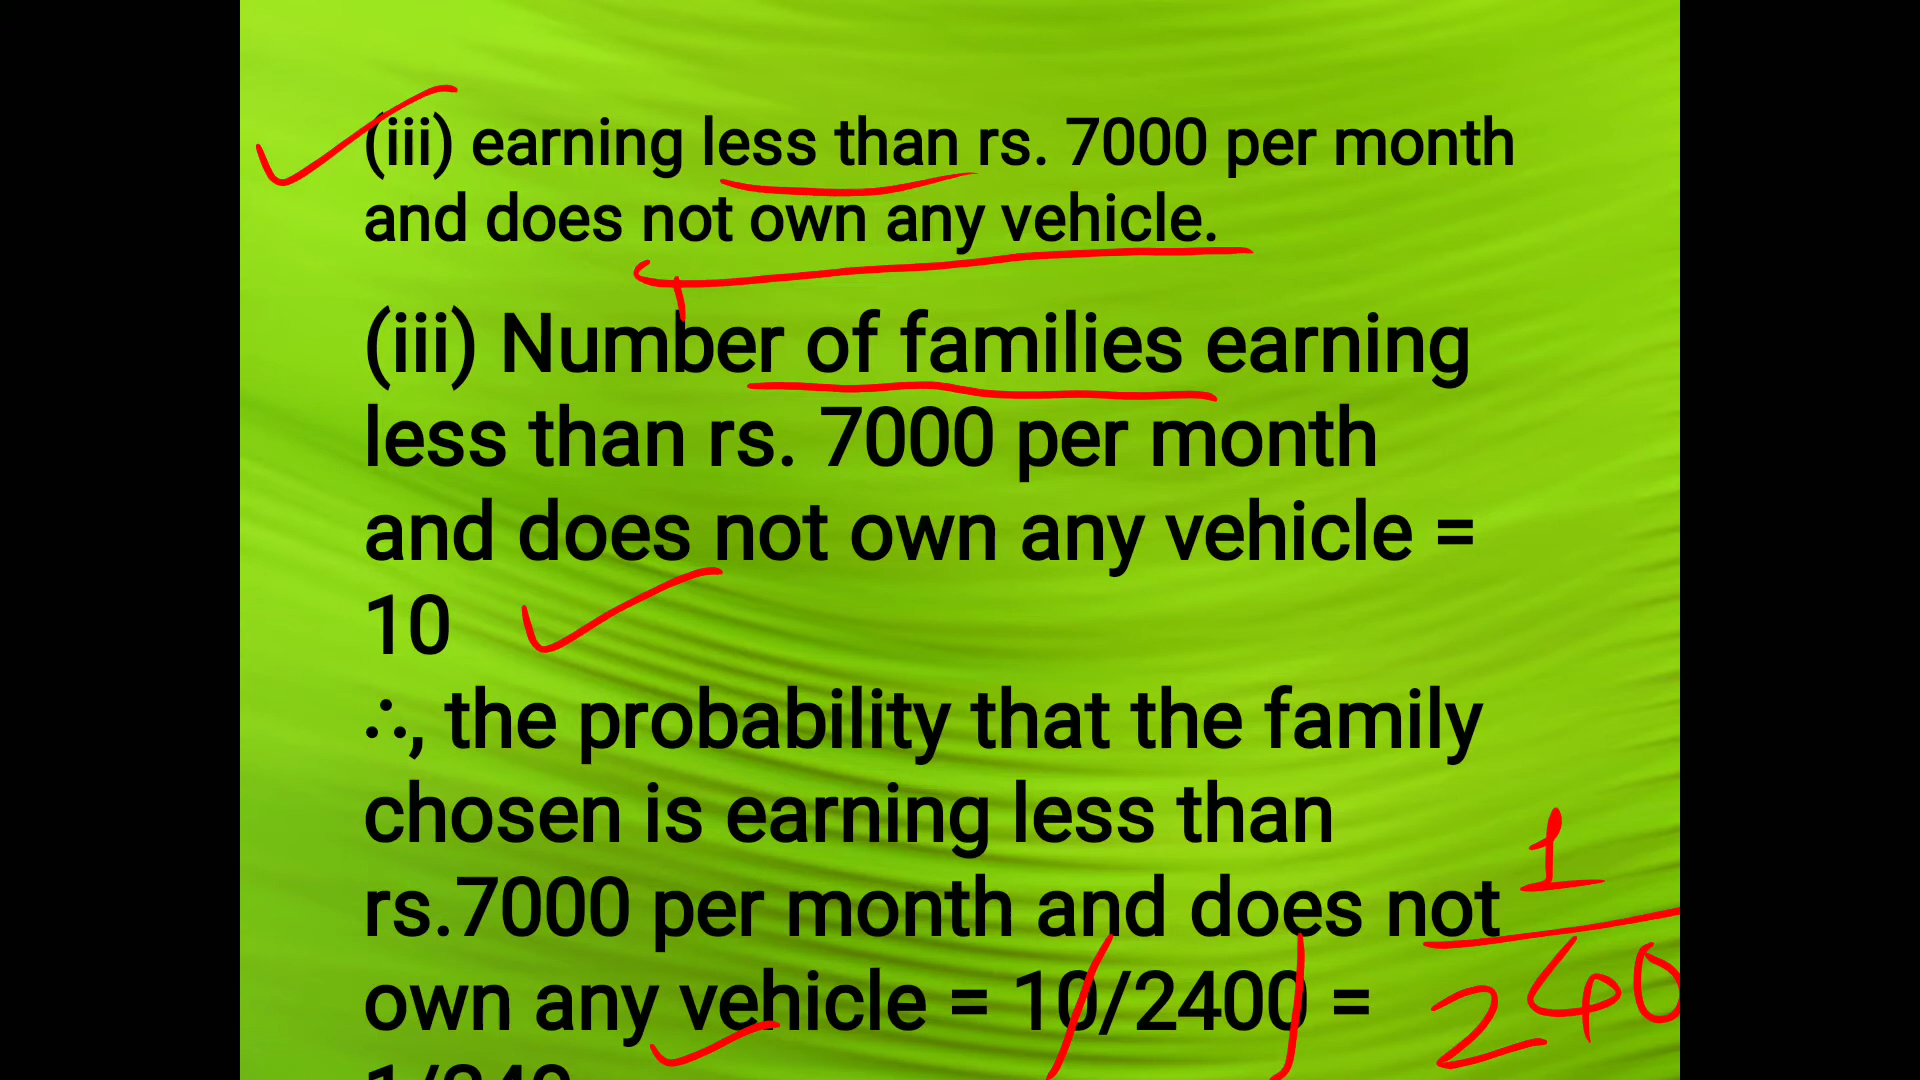 (iii) earning less than rs. 7000 per month
and does not own any vehicle.
(iii) Number of families earning
less than rs. 7000 per month
and does not own any vehicle =
10
∴, the probability that the family
chosen is earning less than
1
rs.7000 per month and does not
own any vehicle = 10/2400 =
240
1/240